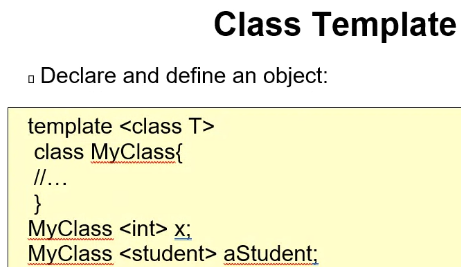 Class Template
Declare and define an object:
template <class T>
class MyClass{
//…
}
MyClass <int> x;
MyClass <student> aStudent;